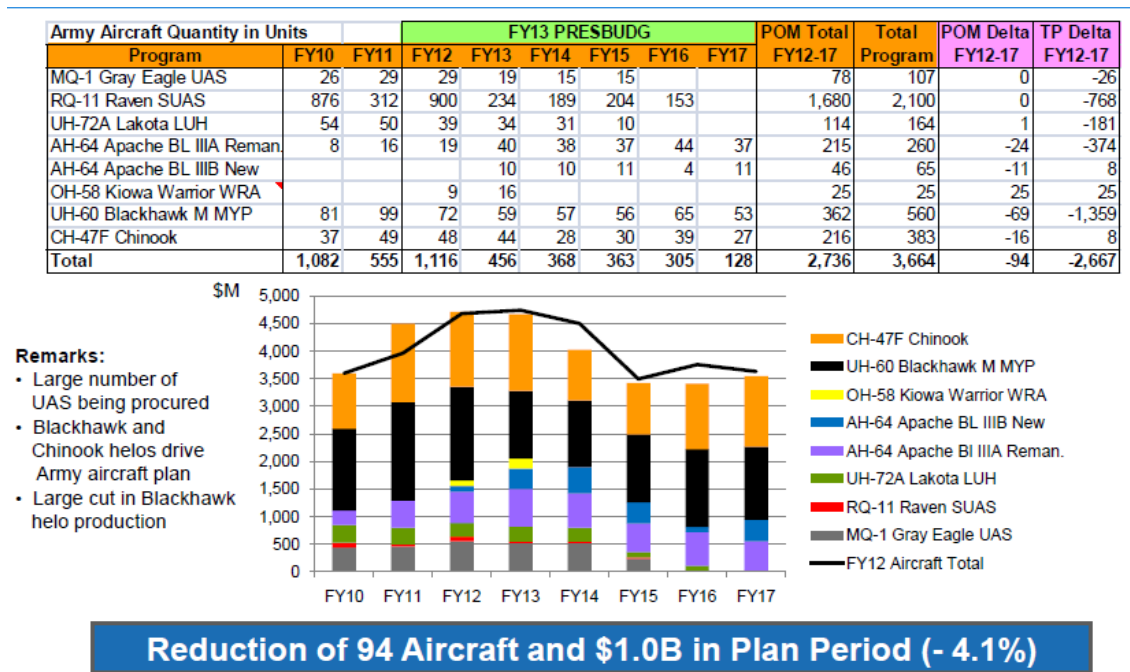 Army Aircraft Quantity in Units FY13 PRESBUDG POM Total Total POM Delta TP Delta
Program FY10 FY11 FY12 FY13 FY14 FY15 FY16 FY17 FY12-17 Program FY12-17 FY12-17
MQ-1 Gray Eagle UAS 26 29 29 19 15 15 78 107 0 -26
RQ-11 Raven SUAS 876 312 900 234 189 204 153 1,680 2,100 0 -768
UH-72A Lakota LUH 54 50 39 34 31 10 114 164 1 -181
AH-64 Apache BL IIIA Reman. 8 16 19 40 38 37 44 37 215 260 -24 -374
AH-64 Apache BL IIIB New 10 10 11 4 11 46 65 -11 8
OH-58 Kiowa Warrior WRA 9 16 25 25 25 25
UH-60 Blackhawk M MYP 81 99 72 59 57 56 65 53 362 560 -69 -1,359
CH-47F Chinook 37 49 48 44 28 30 39 27 216 383 -16 8
Total 1,082 555 1,116 456 368 363 305 128 2,736 3,664 -94 -2,667
Remarks:
• Large number of
UAS being procured
• Blackhawk and
Chinook helos drive
Army aircraft plan
• Large cut in Blackhawk
helo production
$M
5,000
4,500
4,000
3,500
3,000
2,500
2,000
1,500
1,000
500
0
FY10 FY11 FY12 FY13 FY14 FY15 FY16 FY17
CH-47F Chinook
UH-60 Blackhawk M MYP
OH-58 Kiowa Warrior WRA
AH-64 Apache BL IIIB New
AH-64 Apache Bl IIIA Reman.
UH-72A Lakota LUH
RQ-11 Raven SUAS
MQ-1 Gray Eagle UAS
FY12 Aircraft Total
Reduction of 94 Aircraft and $1.0B in Plan Period (- 4.1%)